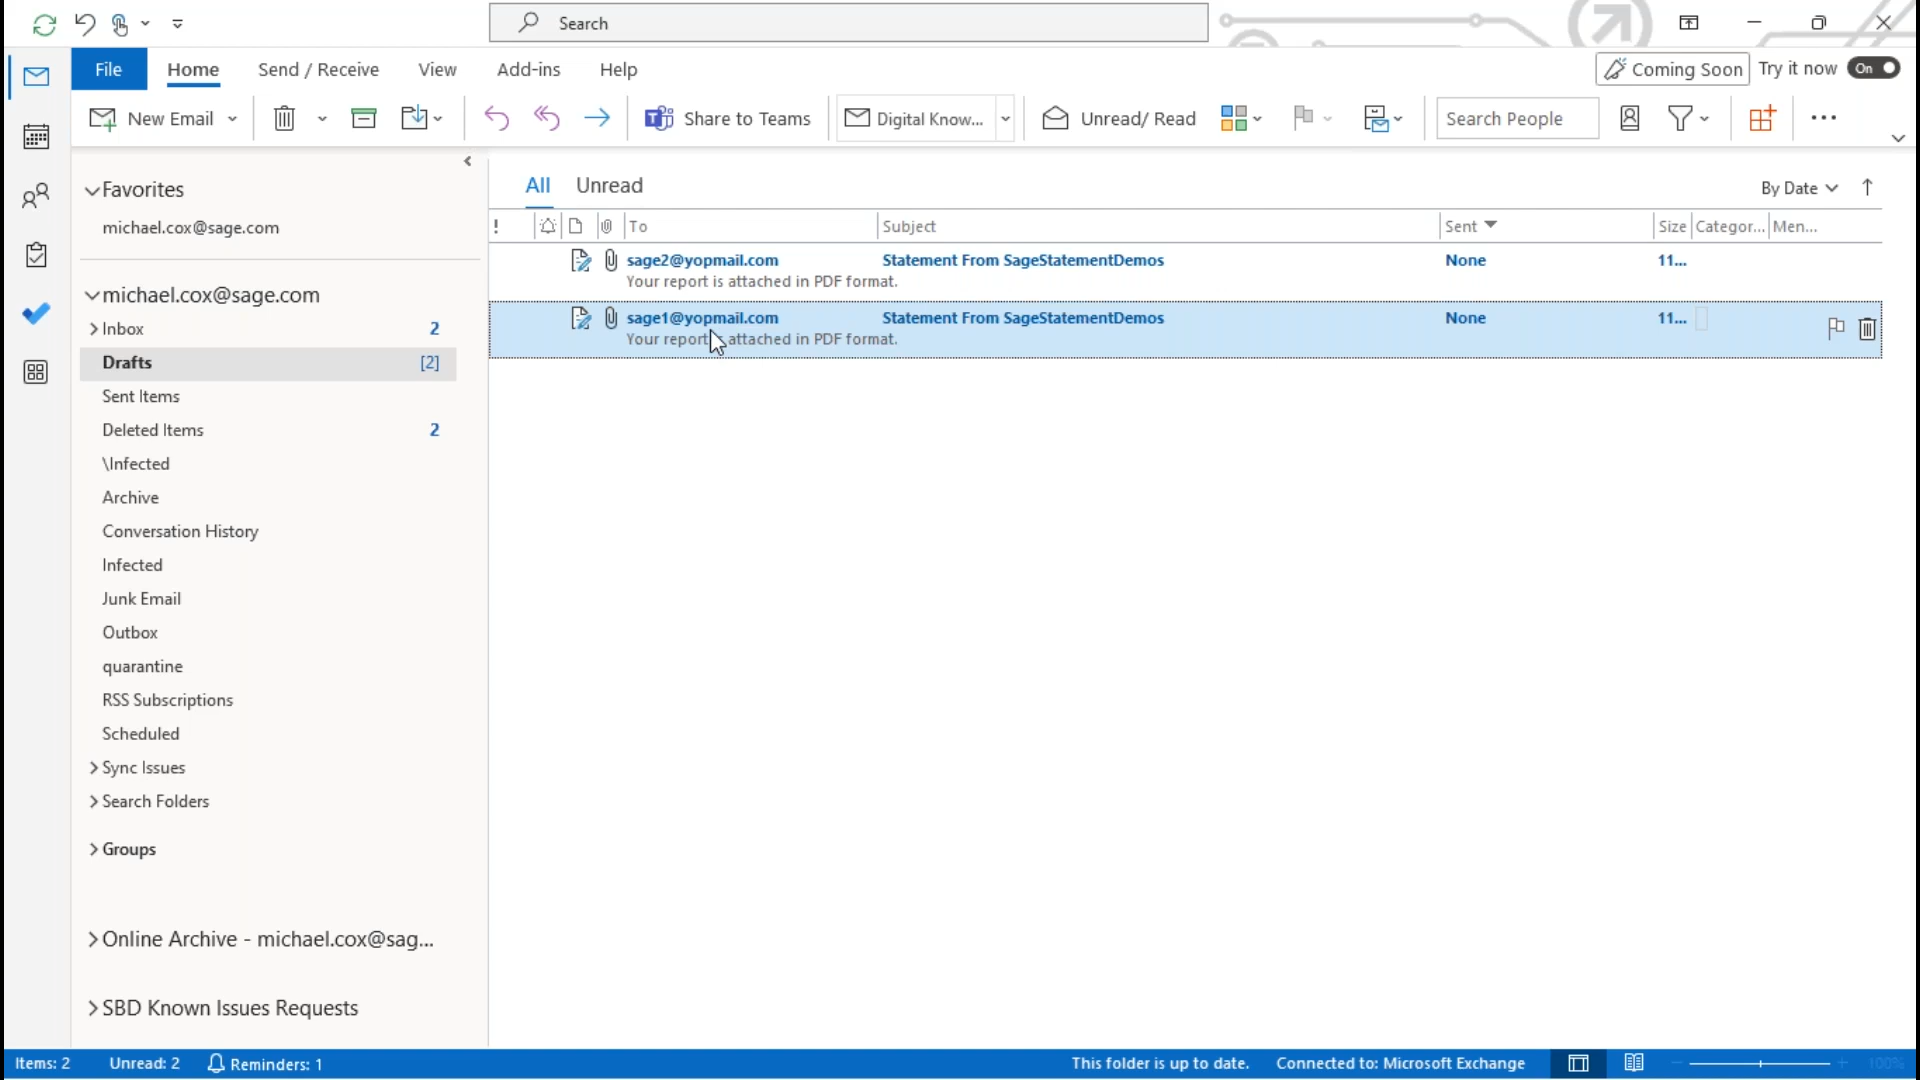 Search
File Home Send / Receive View Add-ins Help Coming Soon Try it now On
New Email Share to Teams Digital Know... Unread/ Read Search People
Favorites
michael.cox@sage.com
michael.cox@sage.com
Inbox 2
Drafts [2]
Sent Items
Deleted Items 2
\Infected
Archive
Conversation History
Infected
Junk Email
Outbox
quarantine
RSS Subscriptions
Scheduled
Sync Issues
Search Folders
Groups
Online Archive - michael.cox@sag...
SBD Known Issues Requests
All Unread By Date
! To Subject Sent Size Categor... Men...
sage2@yopmail.com Statement From SageStatementDemos None 11...
Your report is attached in PDF format.
sage1@yopmail.com Statement From SageStatementDemos None 11...
Your report attached in PDF format.
Items: 2 Unread: 2 Reminders: 1 This folder is up to date. Connected to: Microsoft Exchange 100%